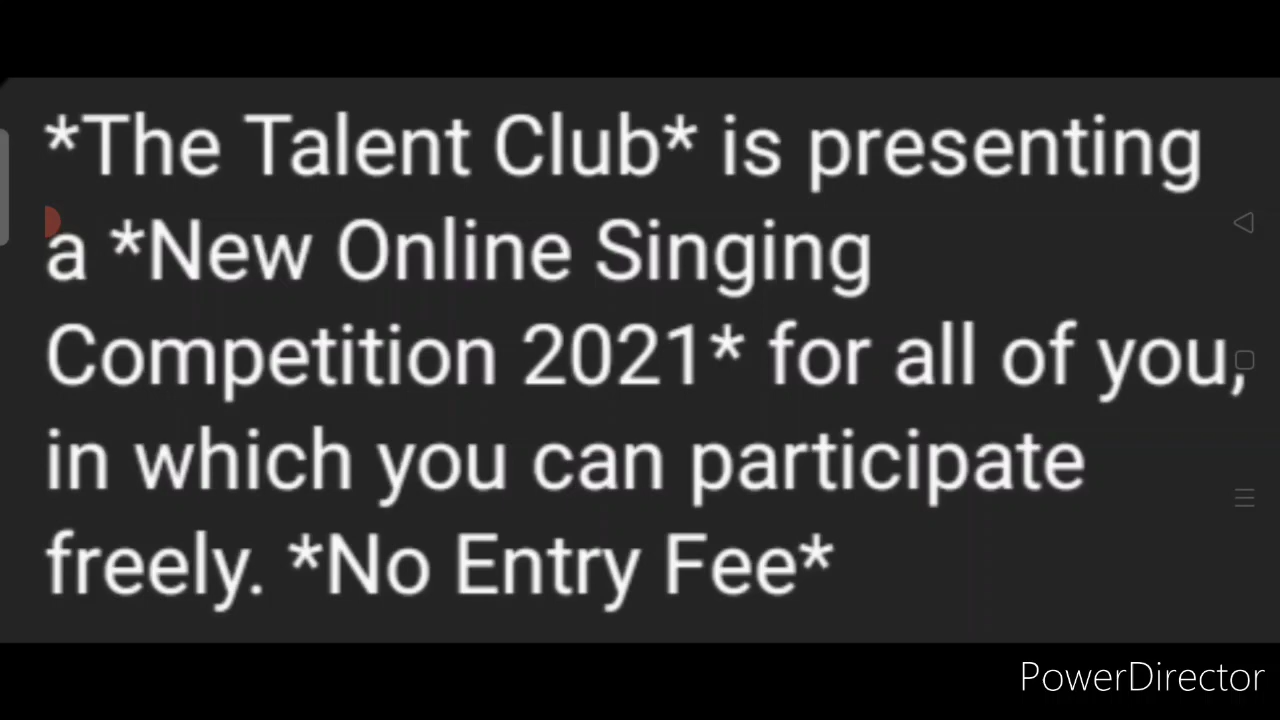 *The Talent Club* is presenting
a *New Online Singing
Competition 2021* for all of you,
in which you can participate
freely. *No Entry Fee*
PowerDirector